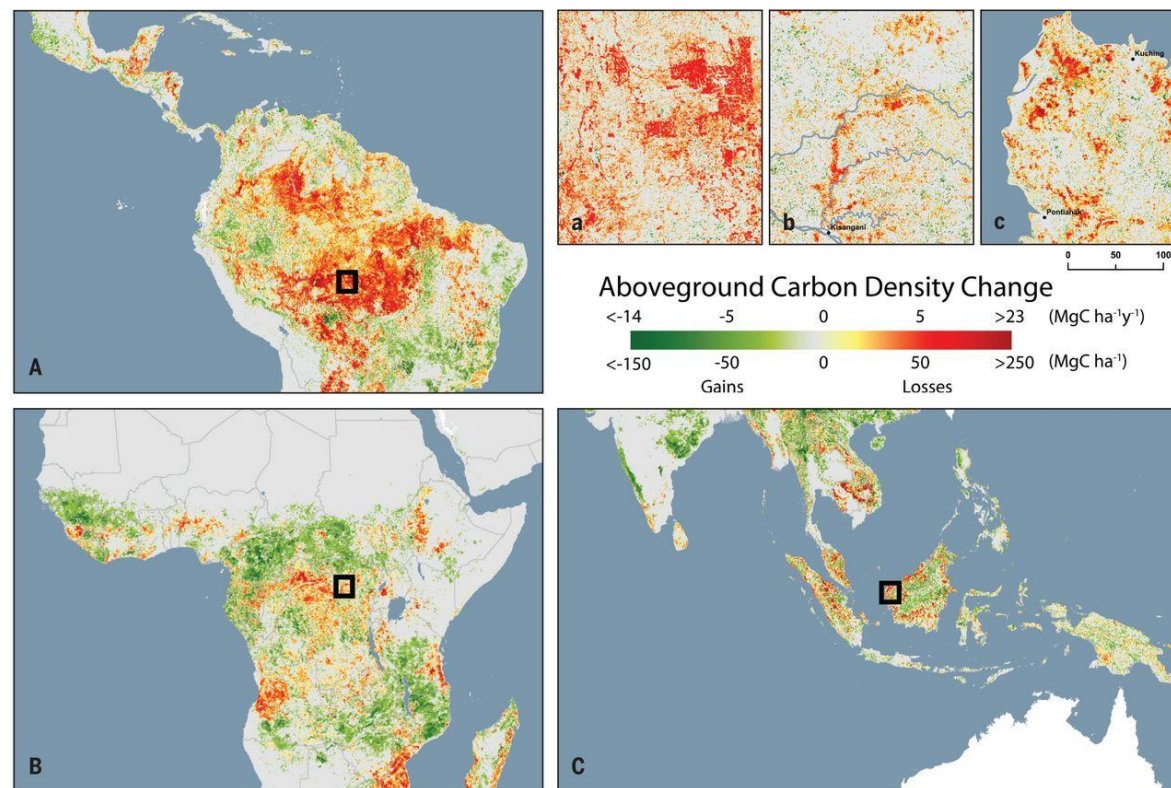 A
a
b
Kisangani
c
Kuching
Pontianak
0 50 100
Aboveground Carbon Density Change
<-14 -5 0 5 >23 (MgC ha⁻¹y⁻¹)
<-150 -50 0 50 >250 (MgC ha⁻¹)
Gains Losses
B
C